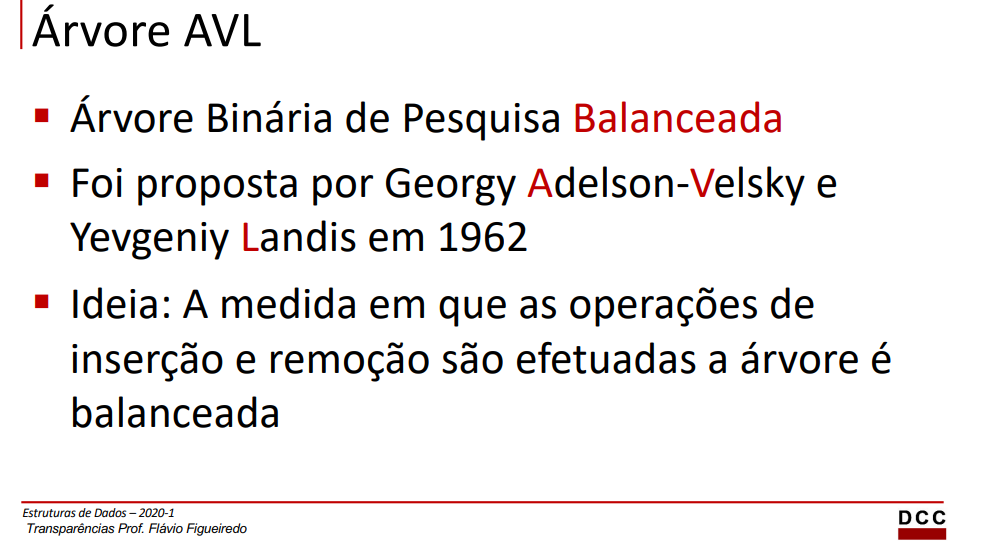 Árvore AVL
▪ Árvore Binária de Pesquisa Balanceada
▪ Foi proposta por Georgy Adelson-Velsky e
Yevgeniy Landis em 1962
▪ Ideia: A medida em que as operações de
inserção e remoção são efetuadas a árvore é
balanceada
Estruturas de Dados – 2020-1
Transparências Prof. Flávio Figueiredo
DCC